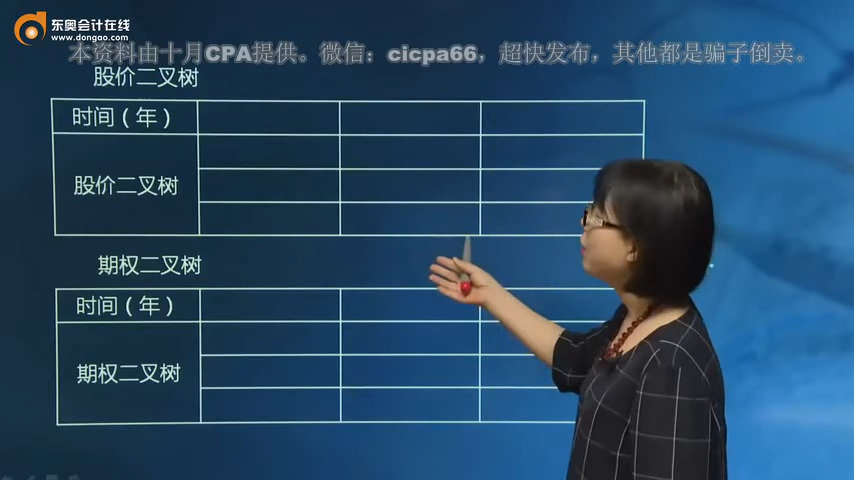 东奥会计在线
www.dongao.com
本资料由十月CPA提供。微信：cicpa66，超快发布，其他都是骗子倒卖。
股价二叉树
时间（年）
股价二叉树
期权二叉树
时间（年）
期权二叉树